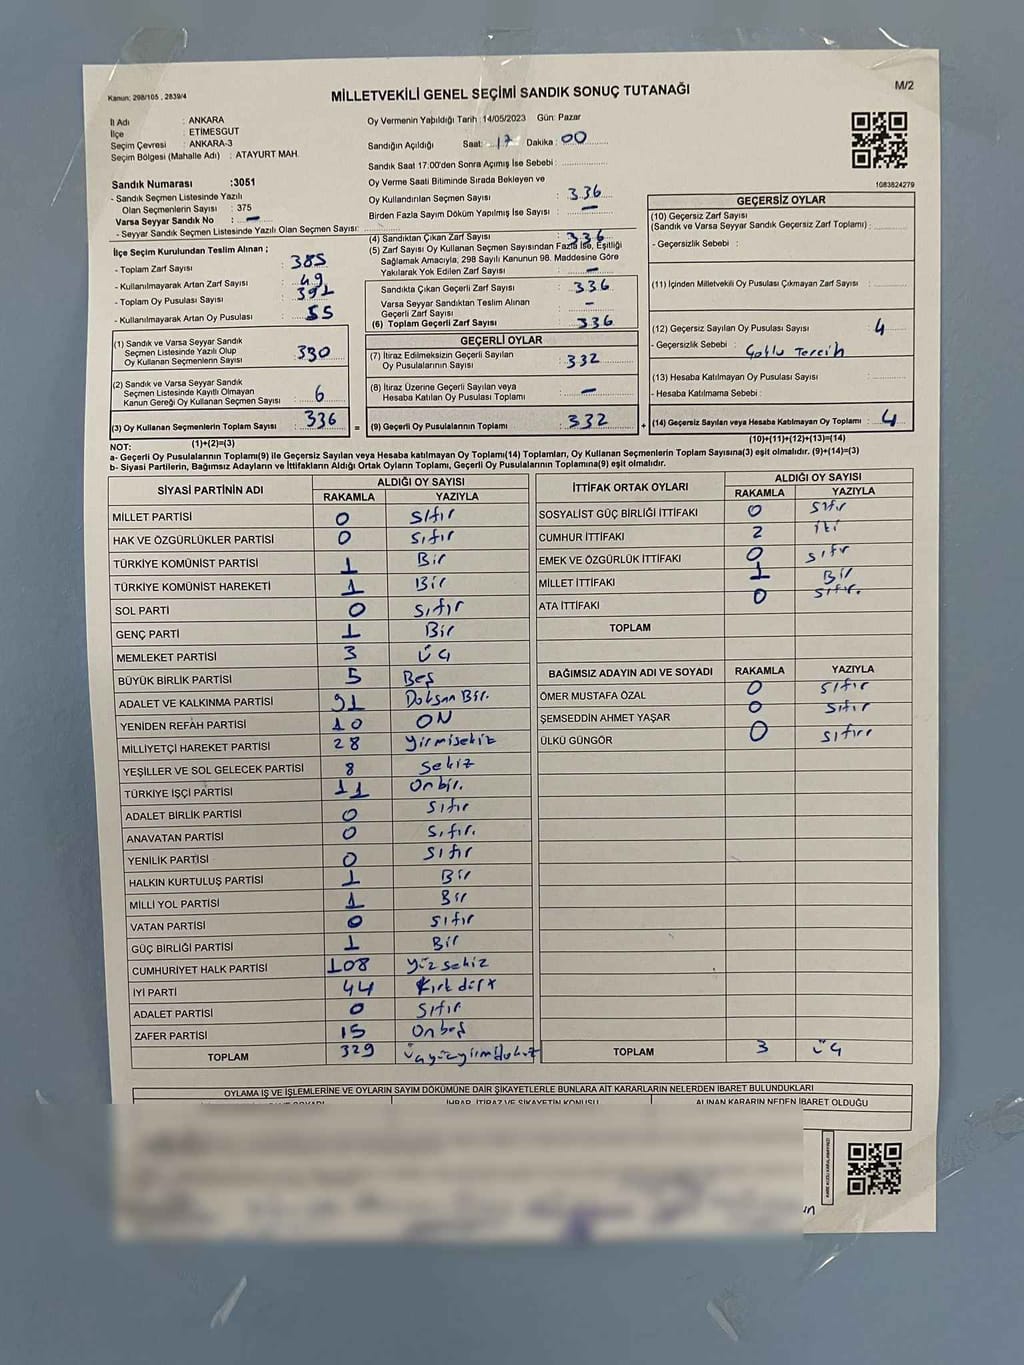 Kanun: 298/105 , 2839/4
MİLLETVEKİLİ GENEL SEÇİMİ SANDIK SONUÇ TUTANAĞI
M/2
İl Adı : ANKARA
İlçe : ETİMESGUT
Seçim Çevresi : ANKARA-3
Seçim Bölgesi (Mahalle Adı) : ATAYURT MAH.
Oy Vermenin Yapıldığı Tarih :14/05/2023 Gün: Pazar
Sandığın Açıldığı Saat: 17 Dakika: 00
Sandık Saat 17.00'den Sonra Açımış İse Sebebi :
Oy Verme Saati Bitiminde Sırada Bekleyen ve
Oy Kullandırılan Seçmen Sayısı : 336
Birden Fazla Sayım Döküm Yapılmış İse Sayısı : —
1083824279
Sandık Numarası :3051
- Sandık Seçmen Listesinde Yazılı
Olan Seçmenlerin Sayısı : 375
Varsa Seyyar Sandık No : —
- Seyyar Sandık Seçmen Listesinde Yazılı Olan Seçmen Sayısı:
İlçe Seçim Kurulundan Teslim Alınan ;
- Toplam Zarf Sayısı : 385
- Kullanılmayarak Artan Zarf Sayısı : 49
- Toplam Oy Pusulası Sayısı : 391
- Kullanılmayarak Artan Oy Pusulası : 55
(1) Sandık ve Varsa Seyyar Sandık
Seçmen Listesinde Yazılı Olup
Oy Kullanan Seçmenlerin Sayısı : 330
(2) Sandık ve Varsa Seyyar Sandık
Seçmen Listesinde Kayıtlı Olmayan
Kanun Gereği Oy Kullanan Seçmen Sayısı : 6
(3) Oy Kullanan Seçmenlerin Toplam Sayısı : 336
(1)+(2)=(3)
(4) Sandıktan Çıkan Zarf Sayısı : 336
(5) Zarf Sayısı Oy Kullanan Seçmen Sayısından Fazla İse, Eşitliği
Sağlamak Amacıyla, 298 Sayılı Kanunun 98. Maddesine Göre
Yakılarak Yok Edilen Zarf Sayısı : —
Sandıkta Çıkan Geçerli Zarf Sayısı : 336
Varsa Seyyar Sandıktan Teslim Alınan
Geçerli Zarf Sayısı : —
(6) Toplam Geçerli Zarf Sayısı : 336
GEÇERLİ OYLAR
(7) İtiraz Edilmeksizin Geçerli Sayılan
Oy Pusulalarının Sayısı : 332
(8) İtiraz Üzerine Geçerli Sayılan veya
Hesaba Katılan Oy Pusulası Toplamı : —
= (9) Geçerli Oy Pusulalarının Toplamı : 332 +
GEÇERSİZ OYLAR
(10) Geçersiz Zarf Sayısı
(Sandık ve Varsa Seyyar Sandık Geçersiz Zarf Toplamı) :
- Geçersizlik Sebebi :
(11) İçinden Milletvekili Oy Pusulası Çıkmayan Zarf Sayısı :
(12) Geçersiz Sayılan Oy Pusulası Sayısı : 4
- Geçersizlik Sebebi : Çoklu Tercih
(13) Hesaba Katılmayan Oy Pusulası Sayısı :
- Hesaba Katılmama Sebebi :
(14) Geçersiz Sayılan veya Hesaba Katılmayan Oy Toplamı : 4
(10)+(11)+(12)+(13)=(14)
NOT:
a- Geçerli Oy Pusulasının Toplamı(9) ile Geçersiz Sayılan veya Hesaba katılmayan Oy Toplamı(14) Toplamları, Oy Kullanan Seçmenlerin Toplam Sayısına(3) eşit olmalıdır. (9)+(14)=(3)
b- Siyasi Partilerin, Bağımsız Adayların ve İttifakların Aldığı Ortak Oyların Toplamı, Geçerli Oy Pusulasının Toplamına(9) eşit olmalıdır.
SİYASİ PARTİNİN ADI ALDIĞI OY SAYISI
RAKAMLA YAZIYLA
MİLLET PARTİSİ 0 Sıfır
HAK VE ÖZGÜRLÜKLER PARTİSİ 0 Sıfır
TÜRKİYE KOMÜNİST PARTİSİ 1 Bir
TÜRKİYE KOMÜNİST HAREKETİ 1 Bir
SOL PARTİ 0 Sıfır
GENÇ PARTİ 1 Bir
MEMLEKET PARTİSİ 3 Üç
BÜYÜK BİRLİK PARTİSİ 5 Beş
ADALET VE KALKINMA PARTİSİ 91 Doksan Bir.
YENİDEN REFAH PARTİSİ 10 ON
MİLLİYETÇİ HAREKET PARTİSİ 28 yirmisekiz
YEŞİLLER VE SOL GELECEK PARTİSİ 8 Sekiz
TÜRKİYE İŞÇİ PARTİSİ 11 Onbir.
ADALET BİRLİK PARTİSİ 0 Sıfır
ANAVATAN PARTİSİ 0 Sıfır.
YENİLİK PARTİSİ 0 Sıfır
HALKIN KURTULUŞ PARTİSİ 1 Bir
MİLLİ YOL PARTİSİ 1 Bir
VATAN PARTİSİ 0 Sıfır
GÜÇ BİRLİĞİ PARTİSİ 1 Bir
CUMHURİYET HALK PARTİSİ 108 Yüz sekiz
İYİ PARTİ 44 Kırk dört
ADALET PARTİSİ 0 Sıfır
ZAFER PARTİSİ 15 Onbeş
TOPLAM 329 Üçyüzyirmidokuz
İTTİFAK ORTAK OYLARI ALDIĞI OY SAYISI
RAKAMLA YAZIYLA
SOSYALİST GÜÇ BİRLİĞİ İTTİFAKI 0 Sıfır
CUMHUR İTTİFAKI 2 iki
EMEK VE ÖZGÜRLÜK İTTİFAKI 0 Sıfır
MİLLET İTTİFAKI 1 Bir
ATA İTTİFAKI 0 Sıfır.
TOPLAM
BAĞIMSIZ ADAYIN ADI VE SOYADI RAKAMLA YAZIYLA
ÖMER MUSTAFA ÖZAL 0 Sıfır
ŞEMSEDDİN AHMET YAŞAR 0 Sıfır
ÜLKÜ GÜNGÖR 0 Sıfır
TOPLAM 3 Üç
OYLAMA İŞ VE İŞLEMLERİNE VE OYLARIN SAYIM DÖKÜMÜNE DAİR ŞİKAYETLERLE BUNLARA AİT KARARLARIN NELERDEN İBARET BULUNDUKLARI
İHBAR, İTİRAZ VE ŞİKAYETİN KONUSU ALINAN KARARIN NEDEN İBARET OLDUĞU